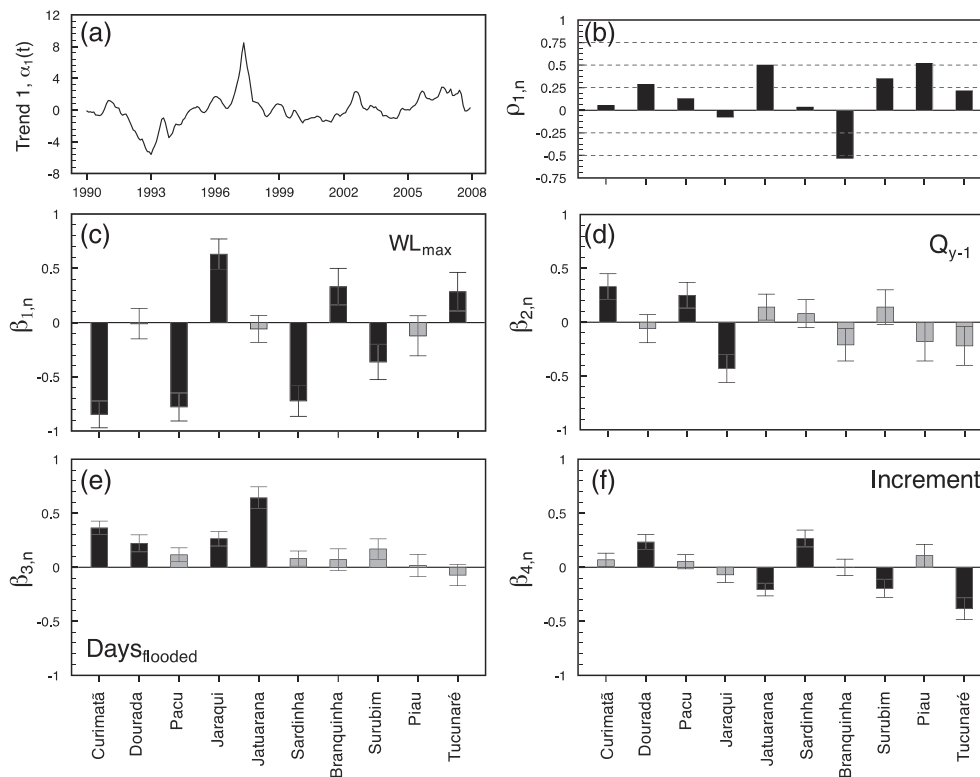 (a)
Trend 1, α1(t)
12
8
4
0
-4
8
1990 1993 1996 1999 2002 2005 2008
(b)
ρ1,n
1
0.75
0.5
0.25
0
-0.25
-0.5
-0.75
(c)
WLmax
β1,n
1
0.5
0
-0.5
-1
(d)
Qy-1
β2,n
1
0.5
0
-0.5
-1
(e)
Daysflooded
β3,n
1
0.5
0
-0.5
-1
Curimatã
Dourada
Pacu
Jaraqui
Jatuarana
Sardinha
Branquinha
Surubim
Piau
Tucunaré
(f)
Increment
β4,n
1
0.5
0
-0.5
-1
Curimatã
Dourada
Pacu
Jaraqui
Jatuarana
Sardinha
Branquinha
Surubim
Piau
Tucunaré